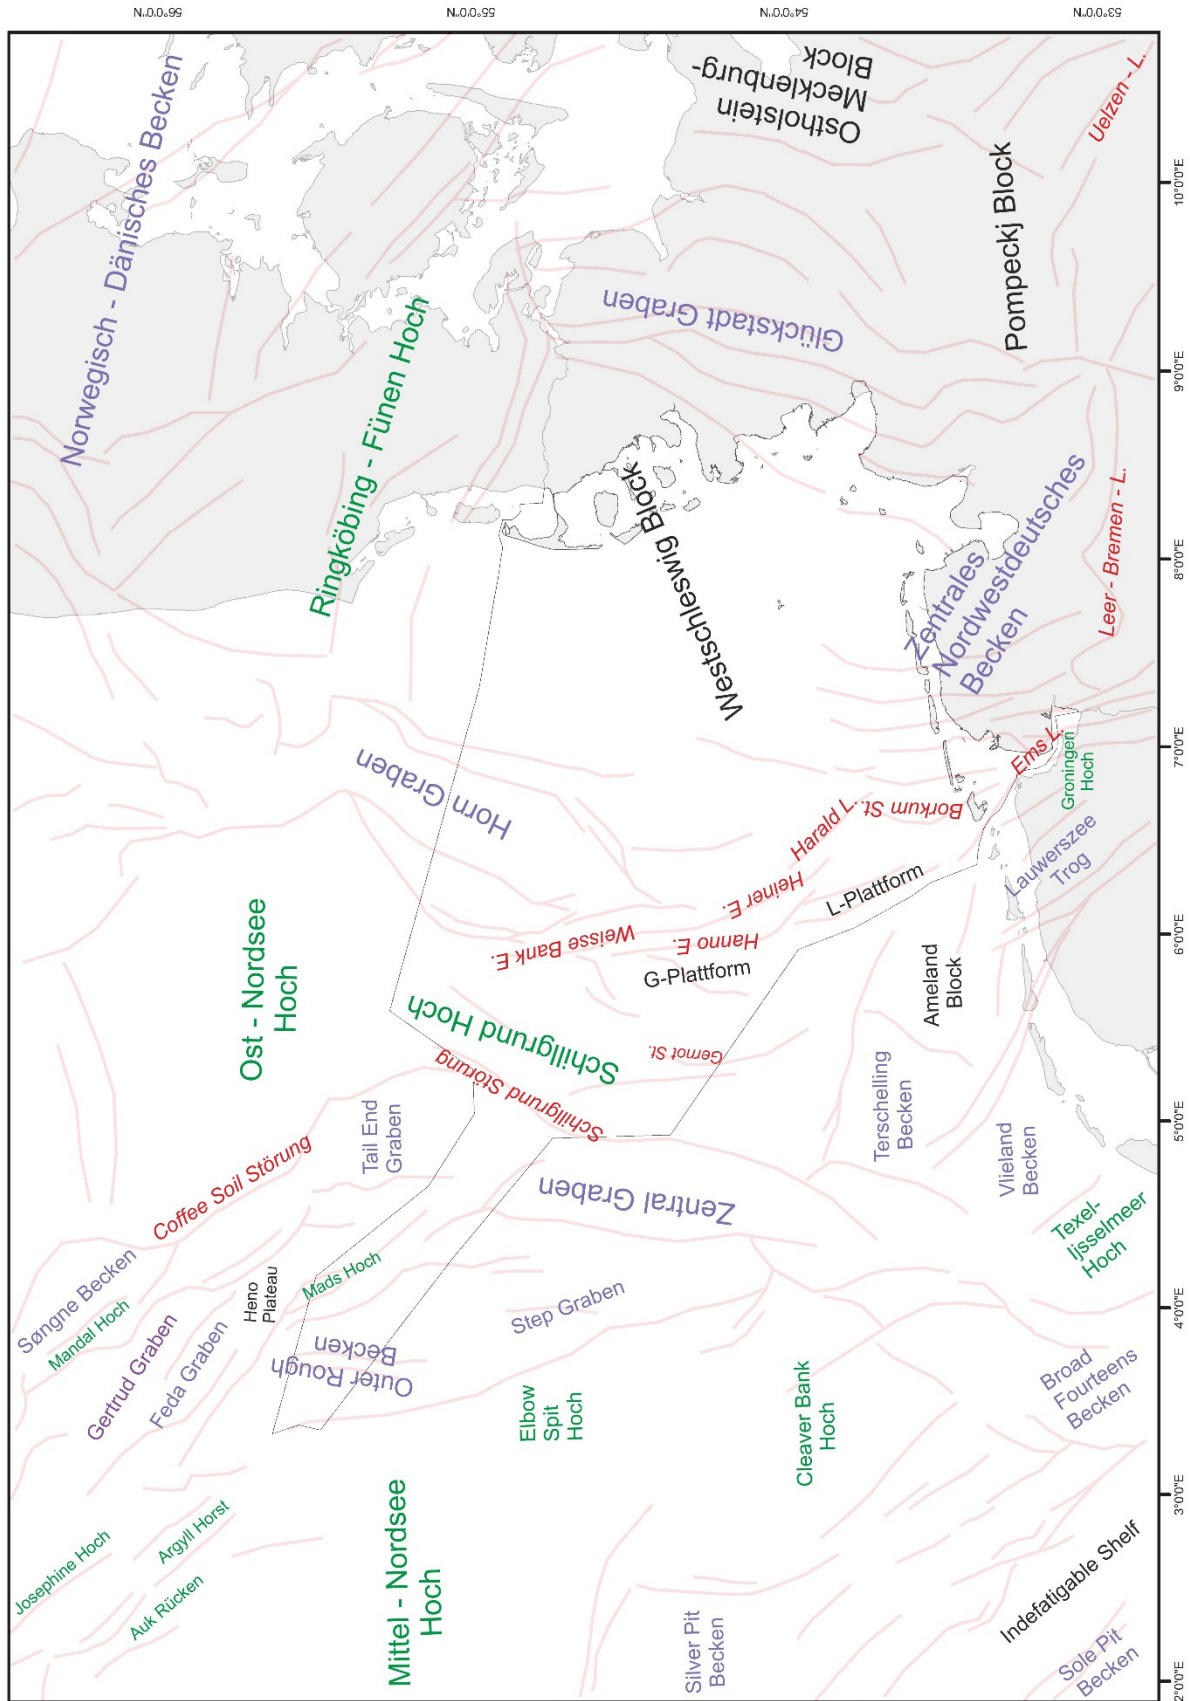 56°0'0"N
55°0'0"N
54°0'0"N
53°0'0"N
Norwegisch - Dänisches Becken
Ostholstein
Mecklenburg-
Block
Uelzen - L.
Pompeckj Block
Ringköbing - Fünen Hoch
Glückstadt Graben
Westschleswig Block
Zentrales
Nordwestdeutsches
Becken
Leer - Bremen - L.
Horn Graben
Ems L.
Groningen
Hoch
Borkum St.
Harald L.
Lauwerszee
Trog
Heiner E.
L-Plattform
Weisse Bank E.
Hanno E.
G-Plattform
Ameland
Block
Ost - Nordsee
Hoch
Schillgrund Hoch
Gernot St.
Schillgrund Störung
Tail End
Graben
Terschelling
Becken
Vlieland
Becken
Coffee Soil Störung
Zentral Graben
Texel-
Ijsselmeer
Hoch
Søngne Becken
Mandal Hoch
Heno
Plateau
Mads Hoch
Gertrud Graben
Feda Graben
Step Graben
Outer Rough
Becken
Elbow
Spit
Hoch
Cleaver Bank
Hoch
Broad
Fourteens
Becken
Mittel - Nordsee
Hoch
Josephine Hoch
Argyll Horst
Auk Rücken
Silver Pit
Becken
Indefatigable Shelf
Sole Pit
Becken
2°0'0"E
3°0'0"E
4°0'0"E
5°0'0"E
6°0'0"E
7°0'0"E
8°0'0"E
9°0'0"E
10°0'0"E